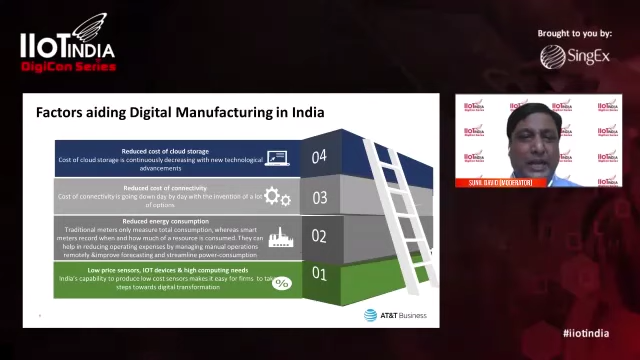 IIOT INDIA
DigiCon Series
Brought to you by:
SingEx
Factors aiding Digital Manufacturing in India
Reduced cost of cloud storage
Cost of cloud storage is continuously decreasing with new technological
advancements
04
Reduced cost of connectivity
Cost of connectivity is going down day by day with the invention of a lot
of options
03
Reduced energy consumption
Traditional meters only measure total consumption, whereas smart
meters record when and how much of a resource is consumed. They can
help in reducing operating expenses by managing manual operations
remotely &improve forecasting and streamline power-consumption
02
Low price sensors, IOT devices & high computing needs
India's capability to produce low cost sensors makes it easy for firms to take
steps towards digital transformation
%
01
AT&T Business
IIOT INDIA
SUNIL DAVID [MODERATOR]
#iiotindia